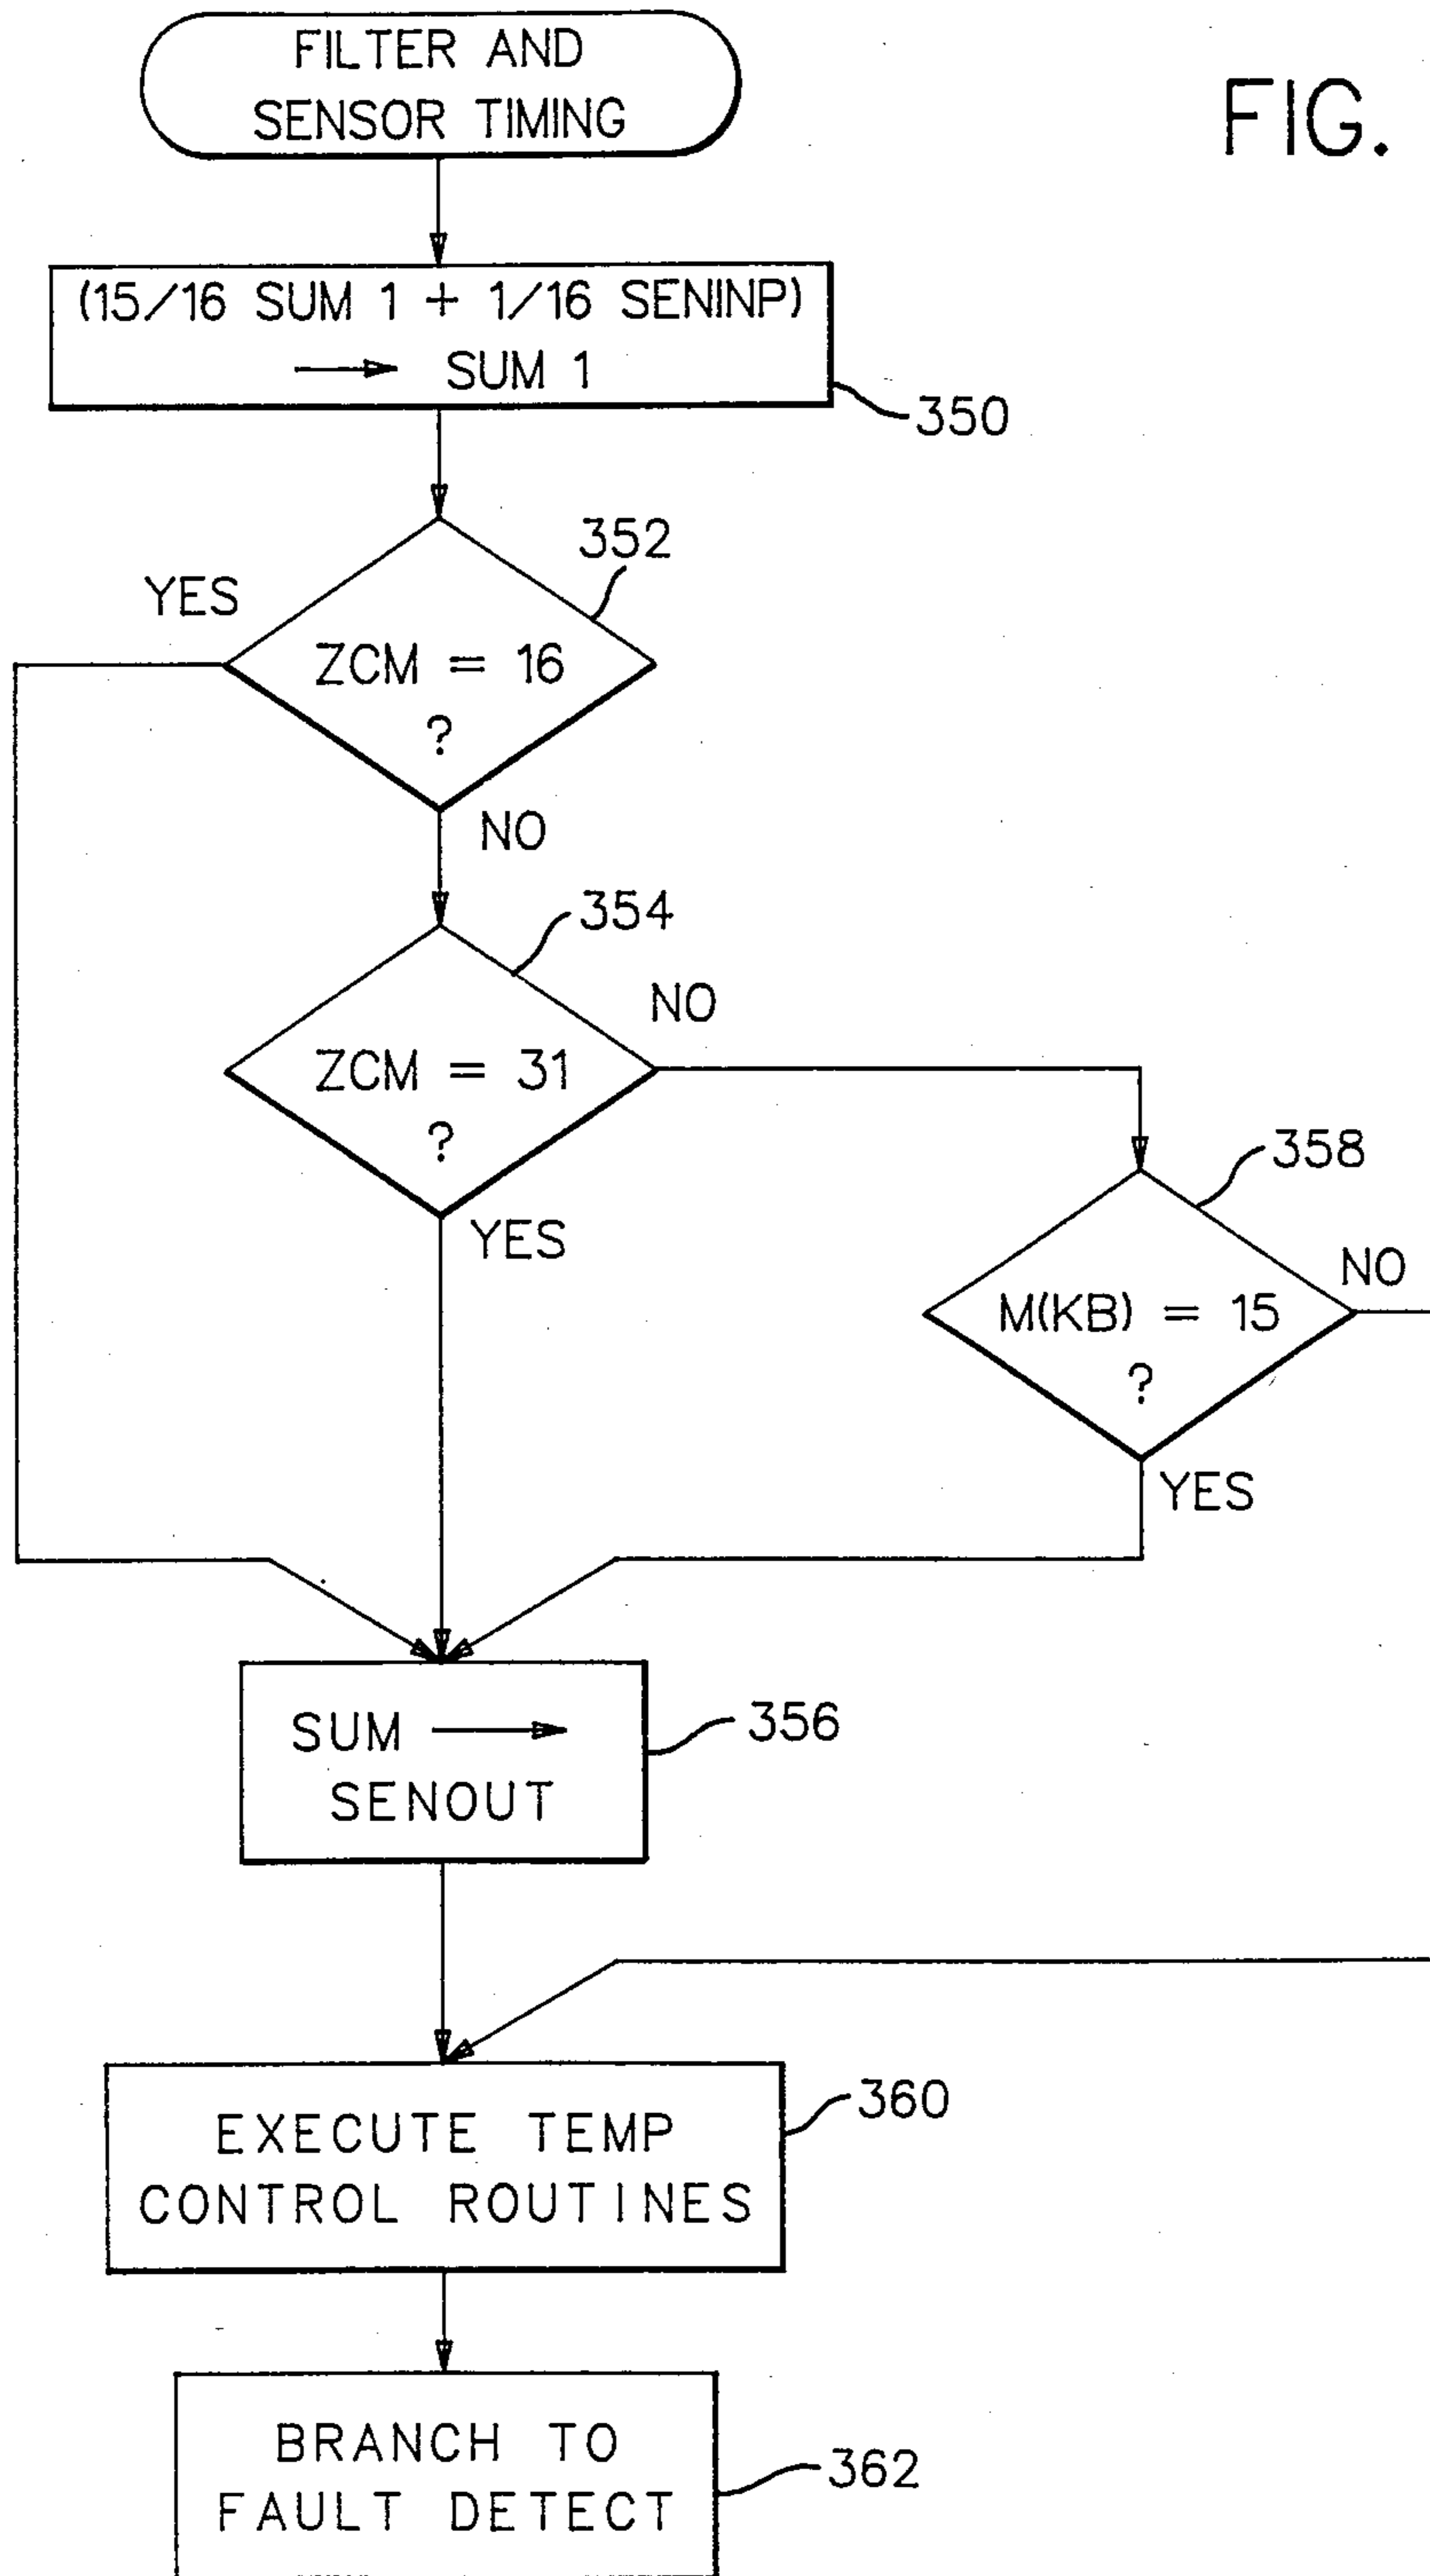 FILTER AND
SENSOR TIMING
FIG.
(15/16 SUM 1 + 1/16 SENINP)
→ SUM 1
350
352
YES
ZCM = 16
?
NO
354
NO
ZCM = 31
?
YES
358
NO
M(KB) = 15
?
YES
SUM →
SENOUT
356
EXECUTE TEMP
CONTROL ROUTINES
360
BRANCH TO
FAULT DETECT
362